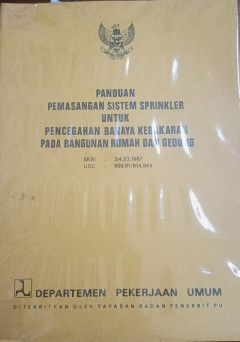 PANDUAN
PEMASANGAN SISTEM SPRINKLER
UNTUK
PENCEGAHAN BAHAYA KEBAKARAN
PADA BANGUNAN RUMAH DAN GEDUNG
SKBI : 3.4.53.1987
UDC :
DEPARTEMEN PEKERJAAN UMUM
DITERBITKAN OLEH YAYASAN BADAN PENERBIT PU